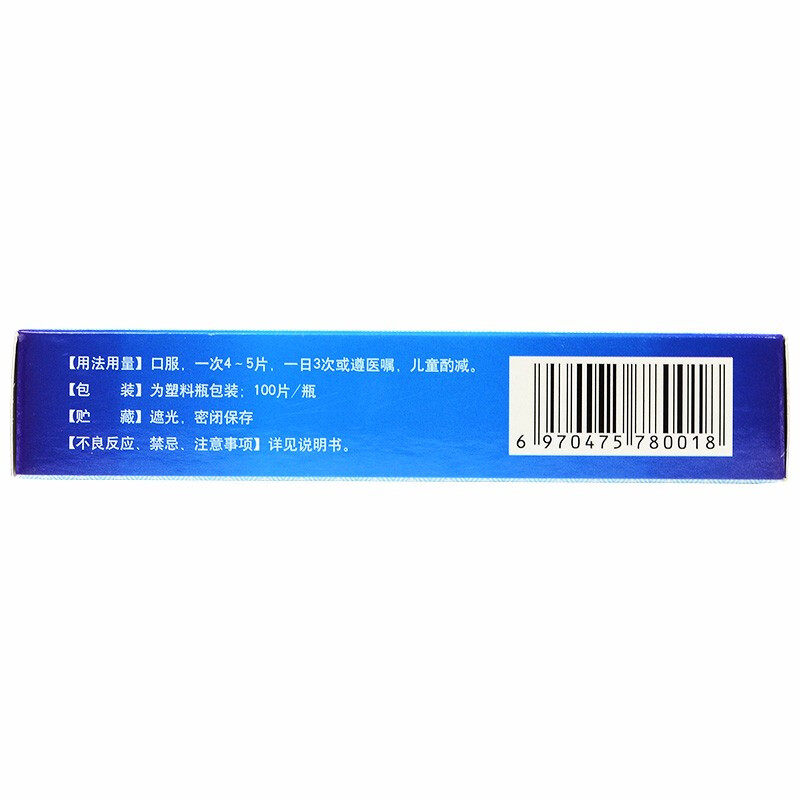 【用法用量】口服，一次4～5片，一日3次或遵医嘱，儿童酌减。
【包　　装】为塑料瓶包装；100片/瓶
【贮　　藏】遮光，密闭保存
【不良反应、禁忌、注意事项】详见说明书。
6 970475 780018